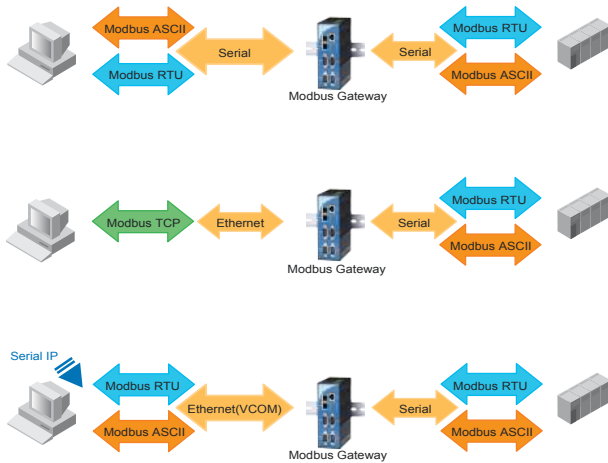 Modbus ASCII
Modbus RTU
Serial
Modbus Gateway
Serial
Modbus RTU
Modbus ASCII
Modbus TCP
Ethernet
Modbus Gateway
Serial
Modbus RTU
Modbus ASCII
Serial IP
Modbus RTU
Modbus ASCII
Ethernet(VCOM)
Modbus Gateway
Serial
Modbus RTU
Modbus ASCII